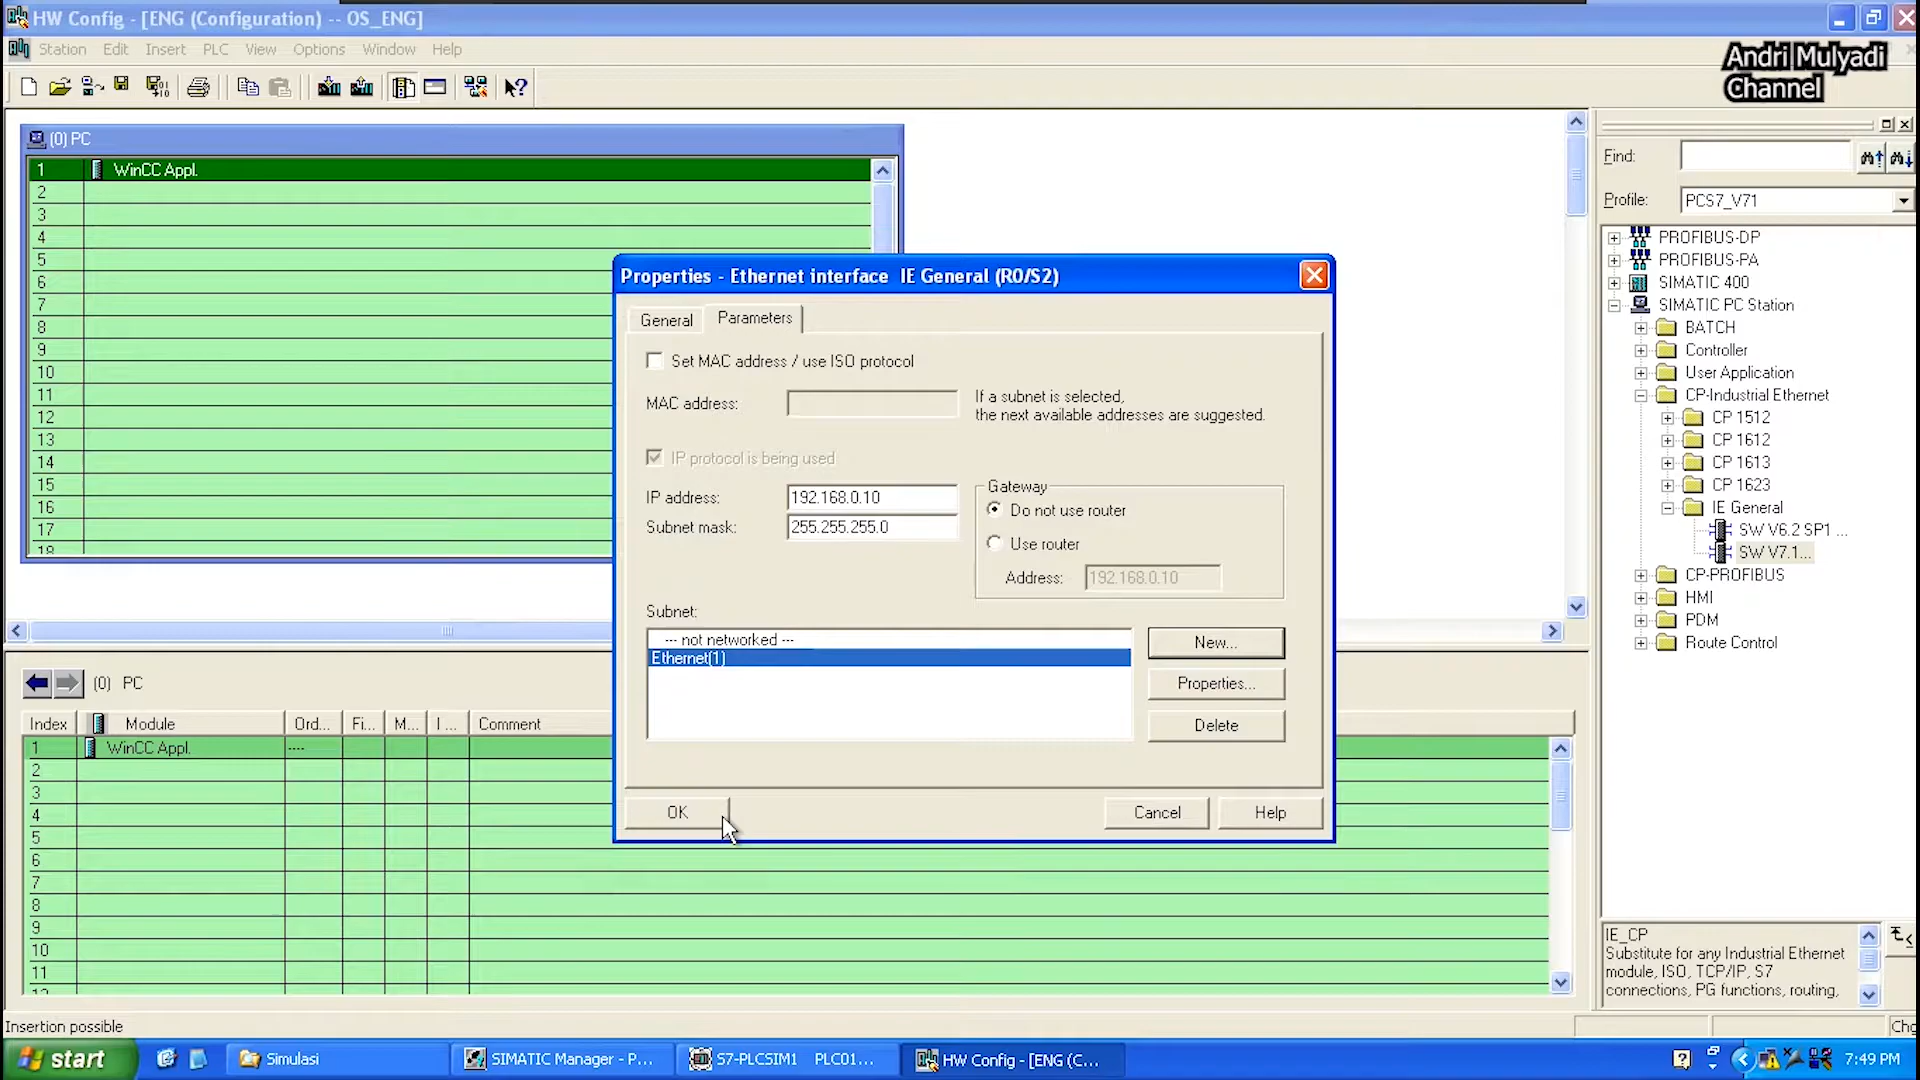 HW Config - [ENG (Configuration) -- OS_ENG]
Station Edit Insert PLC View Options Window Help
Andri Mulyadi
Channel
(0) PC
1 WinCC Appl.
2
3
4
5
6
7
8
9
10
11
12
13
14
15
16
17
18
Properties - Ethernet interface IE General (R0/S2)
General Parameters
Set MAC address / use ISO protocol
MAC address:
If a subnet is selected,
the next available addresses are suggested.
IP protocol is being used
IP address: 192.168.0.10
Subnet mask: 255.255.255.0
Gateway
Do not use router
Use router
Address: 192.168.0.10
Subnet:
--- not networked ---
Ethernet(1)
New...
Properties...
Delete
OK Cancel Help
Find:
Profile: PCS7_V71
PROFIBUS-DP
PROFIBUS-PA
SIMATIC 400
SIMATIC PC Station
BATCH
Controller
User Application
CP-Industrial Ethernet
CP 1512
CP 1612
CP 1613
CP 1623
IE General
SW V6.2 SP1 ...
SW V7.1...
CP-PROFIBUS
HMI
PDM
Route Control
(0) PC
Index Module Ord... Fi... M... I ... Comment
1 WinCC Appl. ----
2
3
4
5
6
7
8
9
10
11
12
IE_CP
Substitute for any Industrial Ethernet
module, ISO, TCP/IP, S7
connections, PG functions, routing,
Insertion possible
Chg
start Simulasi SIMATIC Manager - P... S7-PLCSIM1 PLC01... HW Config - [ENG (C... 7:49 PM